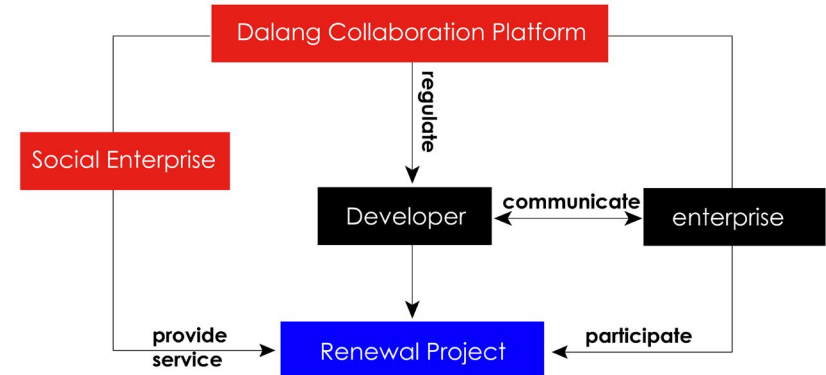 Dalang Collaboration Platform
regulate
Social Enterprise
Developer
communicate
enterprise
provide
service
Renewal Project
participate